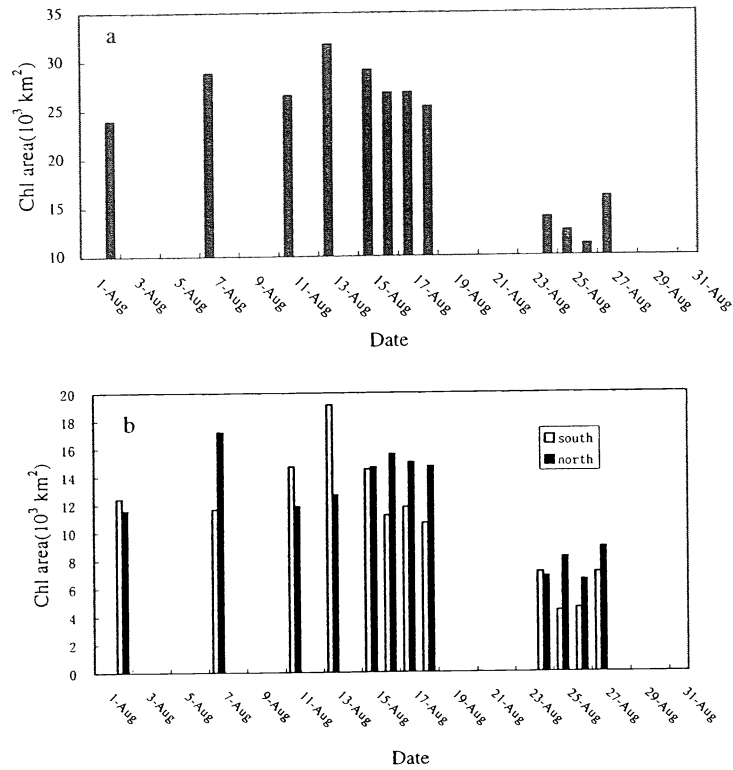 a
35
30
25
20
15
10
Chl area(10³ km²)
1-Aug
3-Aug
5-Aug
7-Aug
9-Aug
11-Aug
13-Aug
15-Aug
17-Aug
19-Aug
21-Aug
23-Aug
25-Aug
27-Aug
29-Aug
31-Aug
Date
b
20
18
16
14
12
10
8
6
4
2
0
Chl area(10³ km²)
south
north
1-Aug
3-Aug
5-Aug
7-Aug
9-Aug
11-Aug
13-Aug
15-Aug
17-Aug
19-Aug
21-Aug
23-Aug
25-Aug
27-Aug
29-Aug
31-Aug
Date